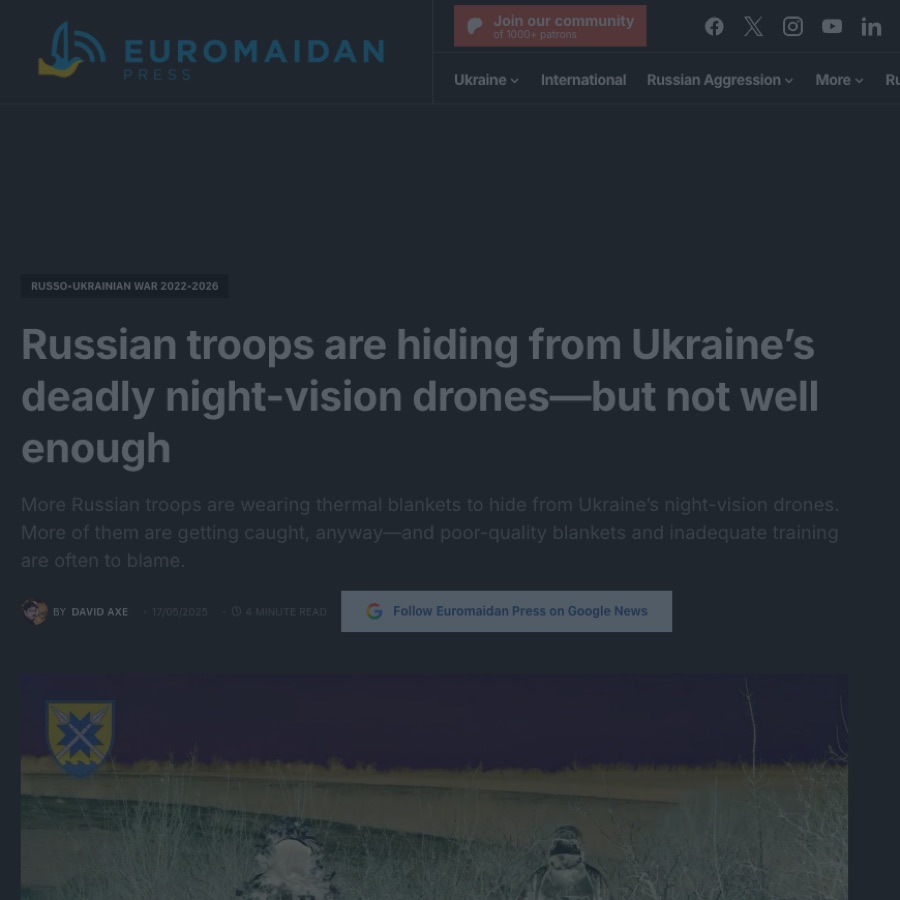 EUROMAIDAN
PRESS
Join our community
of 1000+ patrons
Ukraine
International
Russian Aggression
More
Ru
RUSSO-UKRAINIAN WAR 2022-2026
Russian troops are hiding from Ukraine’s
deadly night-vision drones—but not well
enough
More Russian troops are wearing thermal blankets to hide from Ukraine’s night-vision drones.
More of them are getting caught, anyway—and poor-quality blankets and inadequate training
are often to blame.
BY DAVID AXE
4 MINUTE READ
Follow Euromaidan Press on Google News